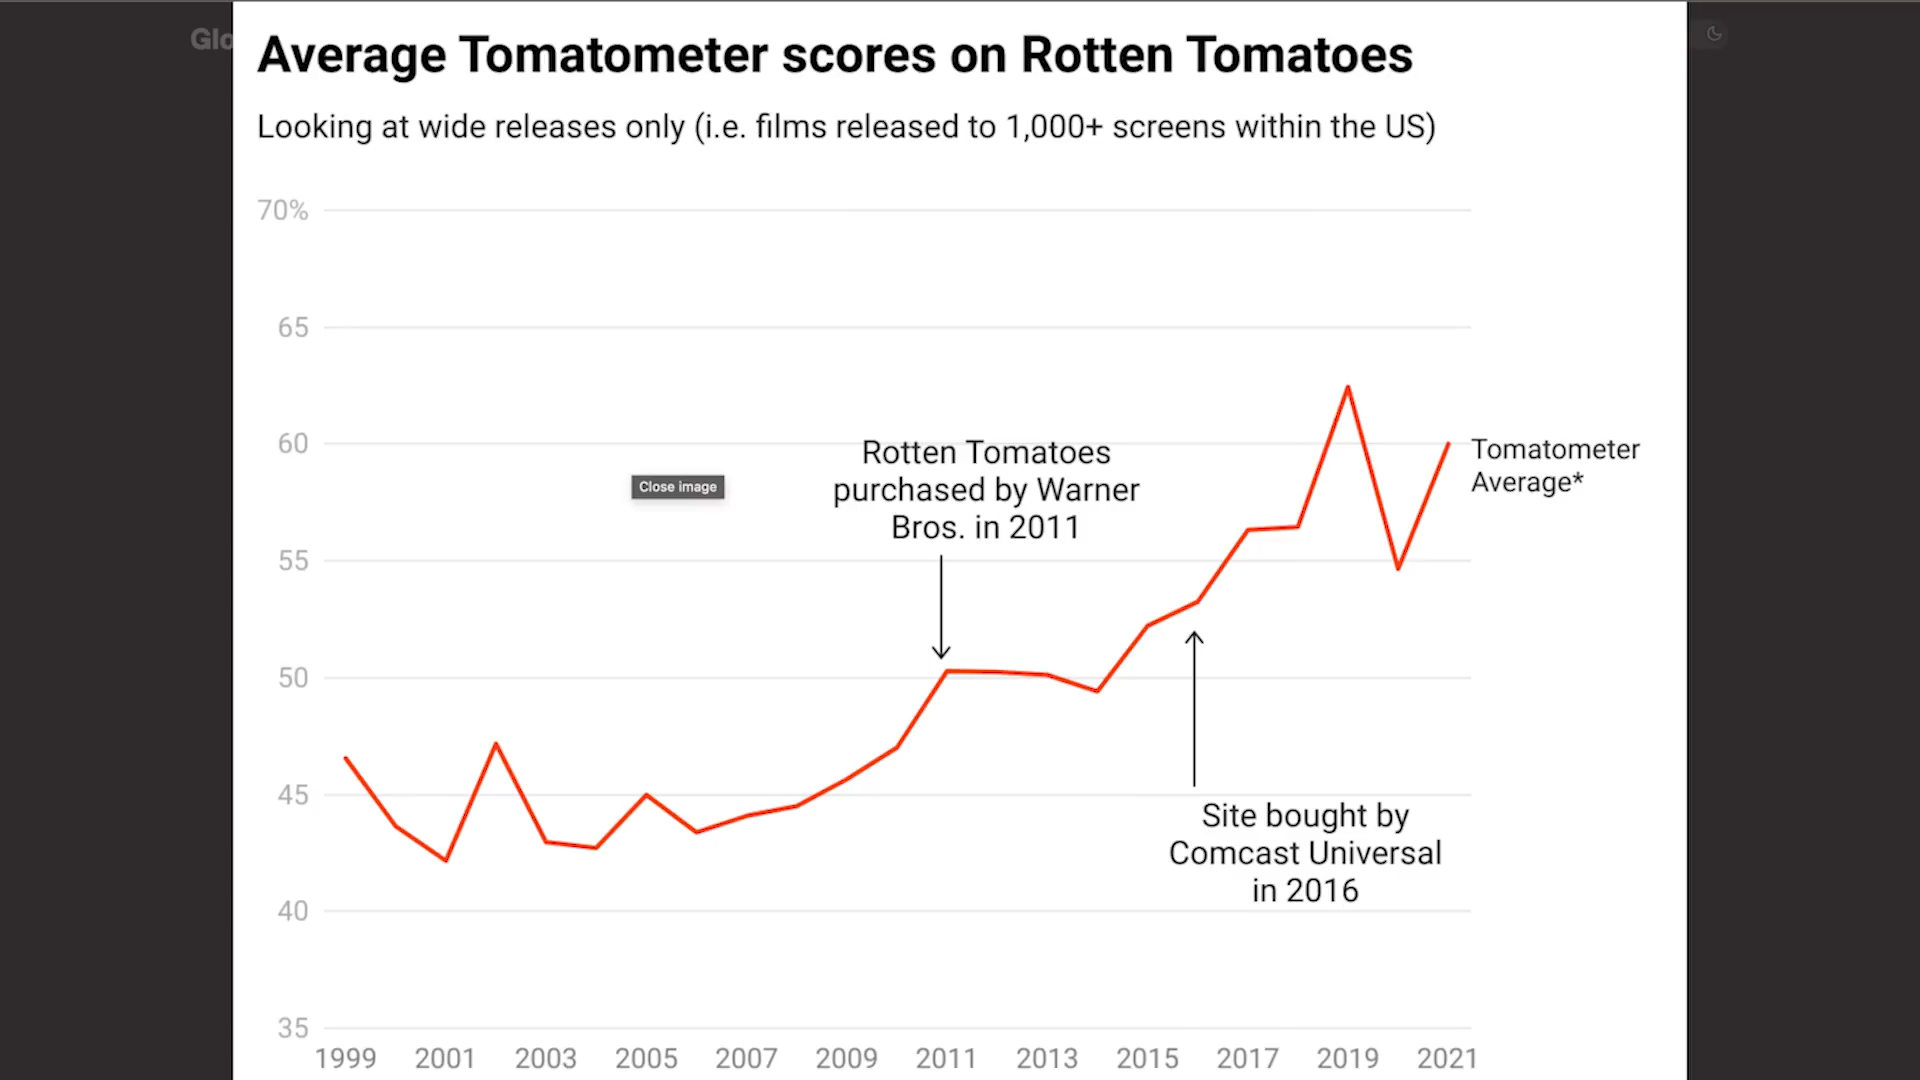 Glo
Average Tomatometer scores on Rotten Tomatoes
Looking at wide releases only (i.e. films released to 1,000+ screens within the US)
70%
65
60
55
50
45
40
35
Rotten Tomatoes
purchased by Warner
Bros. in 2011
Close image
Tomatometer
Average*
Site bought by
Comcast Universal
in 2016
1999 2001 2003 2005 2007 2009 2011 2013 2015 2017 2019 2021